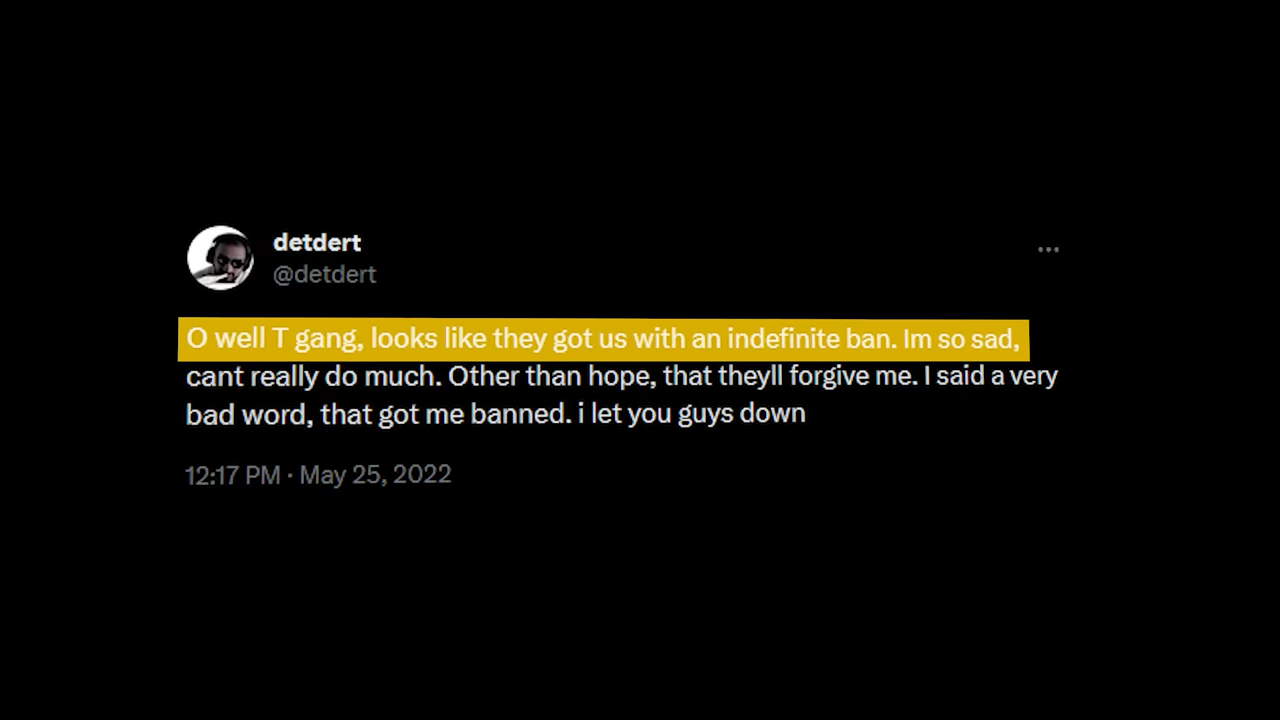 detdert
@detdert
O well T gang, looks like they got us with an indefinite ban. Im so sad,
cant really do much. Other than hope, that theyll forgive me. I said a very
bad word, that got me banned. i let you guys down
12:17 PM · May 25, 2022